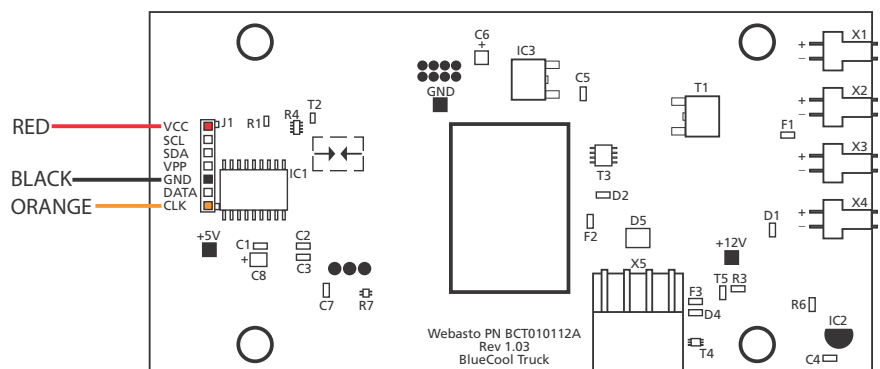 RED
BLACK
ORANGE
VCC
SCL
SDA
VPP
GND
DATA
CLK
J1
R1
R4
T2
IC1
+5V
C1
+
C8
C2
C3
C7
R7
C6
+
GND
IC3
C5
T1
T3
D2
F2
D5
X5
+12V
F3
D4
T4
T5
R3
D1
F1
R6
IC2
C4
X1
+
−
X2
+
−
X3
+
−
X4
+
−
Webasto PN BCT010112A
Rev 1.03
BlueCool Truck